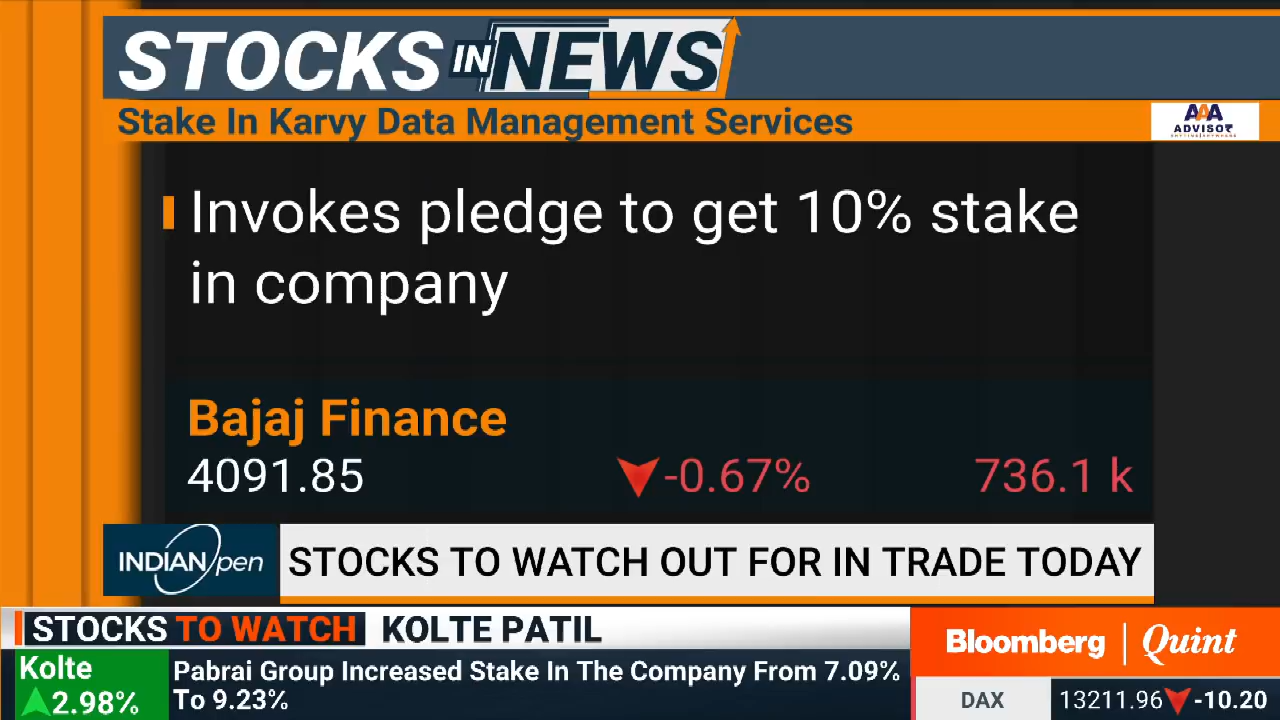 STOCKS IN NEWS
Stake In Karvy Data Management Services
AAA
ADVISOR
Invokes pledge to get 10% stake
in company
Bajaj Finance
4091.85 -0.67% 736.1 k
INDIAN Open STOCKS TO WATCH OUT FOR IN TRADE TODAY
STOCKS TO WATCH KOLTE PATIL
Bloomberg | Quint
Kolte
2.98%
Pabrai Group Increased Stake In The Company From 7.09%
To 9.23%
DAX 13211.96 -10.20